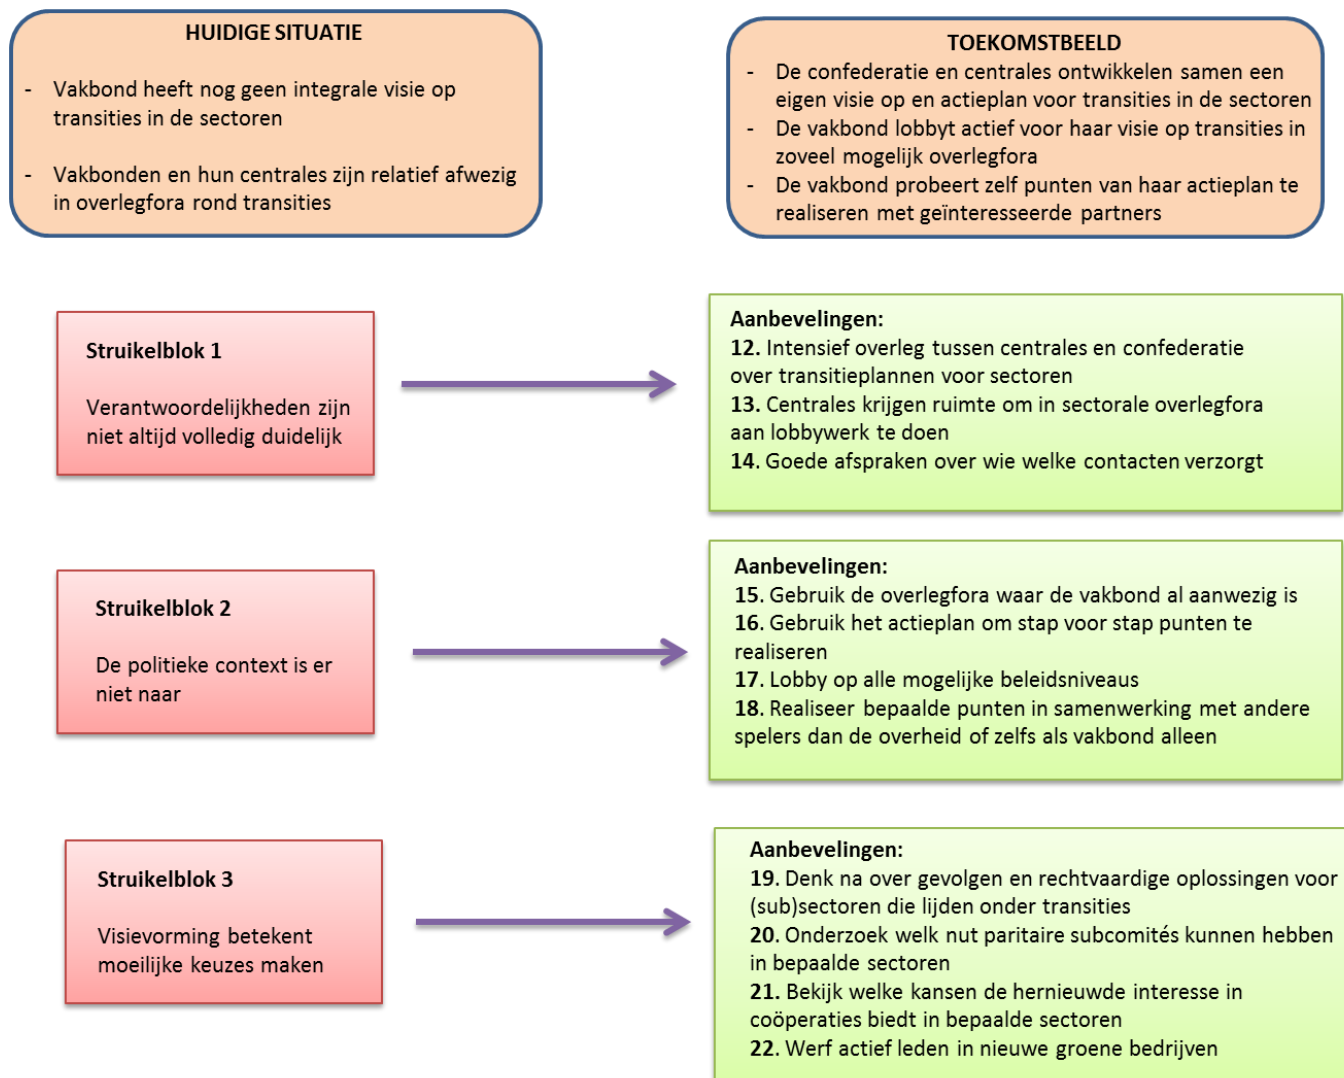 HUIDIGE SITUATIE
- Vakbond heeft nog geen integrale visie op
transities in de sectoren
- Vakbonden en hun centrales zijn relatief afwezig
in overlegfora rond transities
TOEKOMSTBEELD
- De confederatie en centrales ontwikkelen samen een
eigen visie op en actieplan voor transities in de sectoren
- De vakbond lobbyt actief voor haar visie op transities in
zoveel mogelijk overlegfora
- De vakbond probeert zelf punten van haar actieplan te
realiseren met geïnteresseerde partners
Struikelblok 1
Verantwoordelijkheden zijn
niet altijd volledig duidelijk
Aanbevelingen:
12. Intensief overleg tussen centrales en confederatie
over transitieplannen voor sectoren
13. Centrales krijgen ruimte om in sectorale overlegfora
aan lobbywerk te doen
14. Goede afspraken over wie welke contacten verzorgt
Struikelblok 2
De politieke context is er
niet naar
Aanbevelingen:
15. Gebruik de overlegfora waar de vakbond al aanwezig is
16. Gebruik het actieplan om stap voor stap punten te
realiseren
17. Lobby op alle mogelijke beleidsniveaus
18. Realiseer bepaalde punten in samenwerking met andere
spelers dan de overheid of zelfs als vakbond alleen
Struikelblok 3
Visievorming betekent
moeilijke keuzes maken
Aanbevelingen:
19. Denk na over gevolgen en rechtvaardige oplossingen voor
(sub)sectoren die lijden onder transities
20. Onderzoek welk nut paritaire subcomités kunnen hebben
in bepaalde sectoren
21. Bekijk welke kansen de hernieuwde interesse in
coöperaties biedt in bepaalde sectoren
22. Werf actief leden in nieuwe groene bedrijven